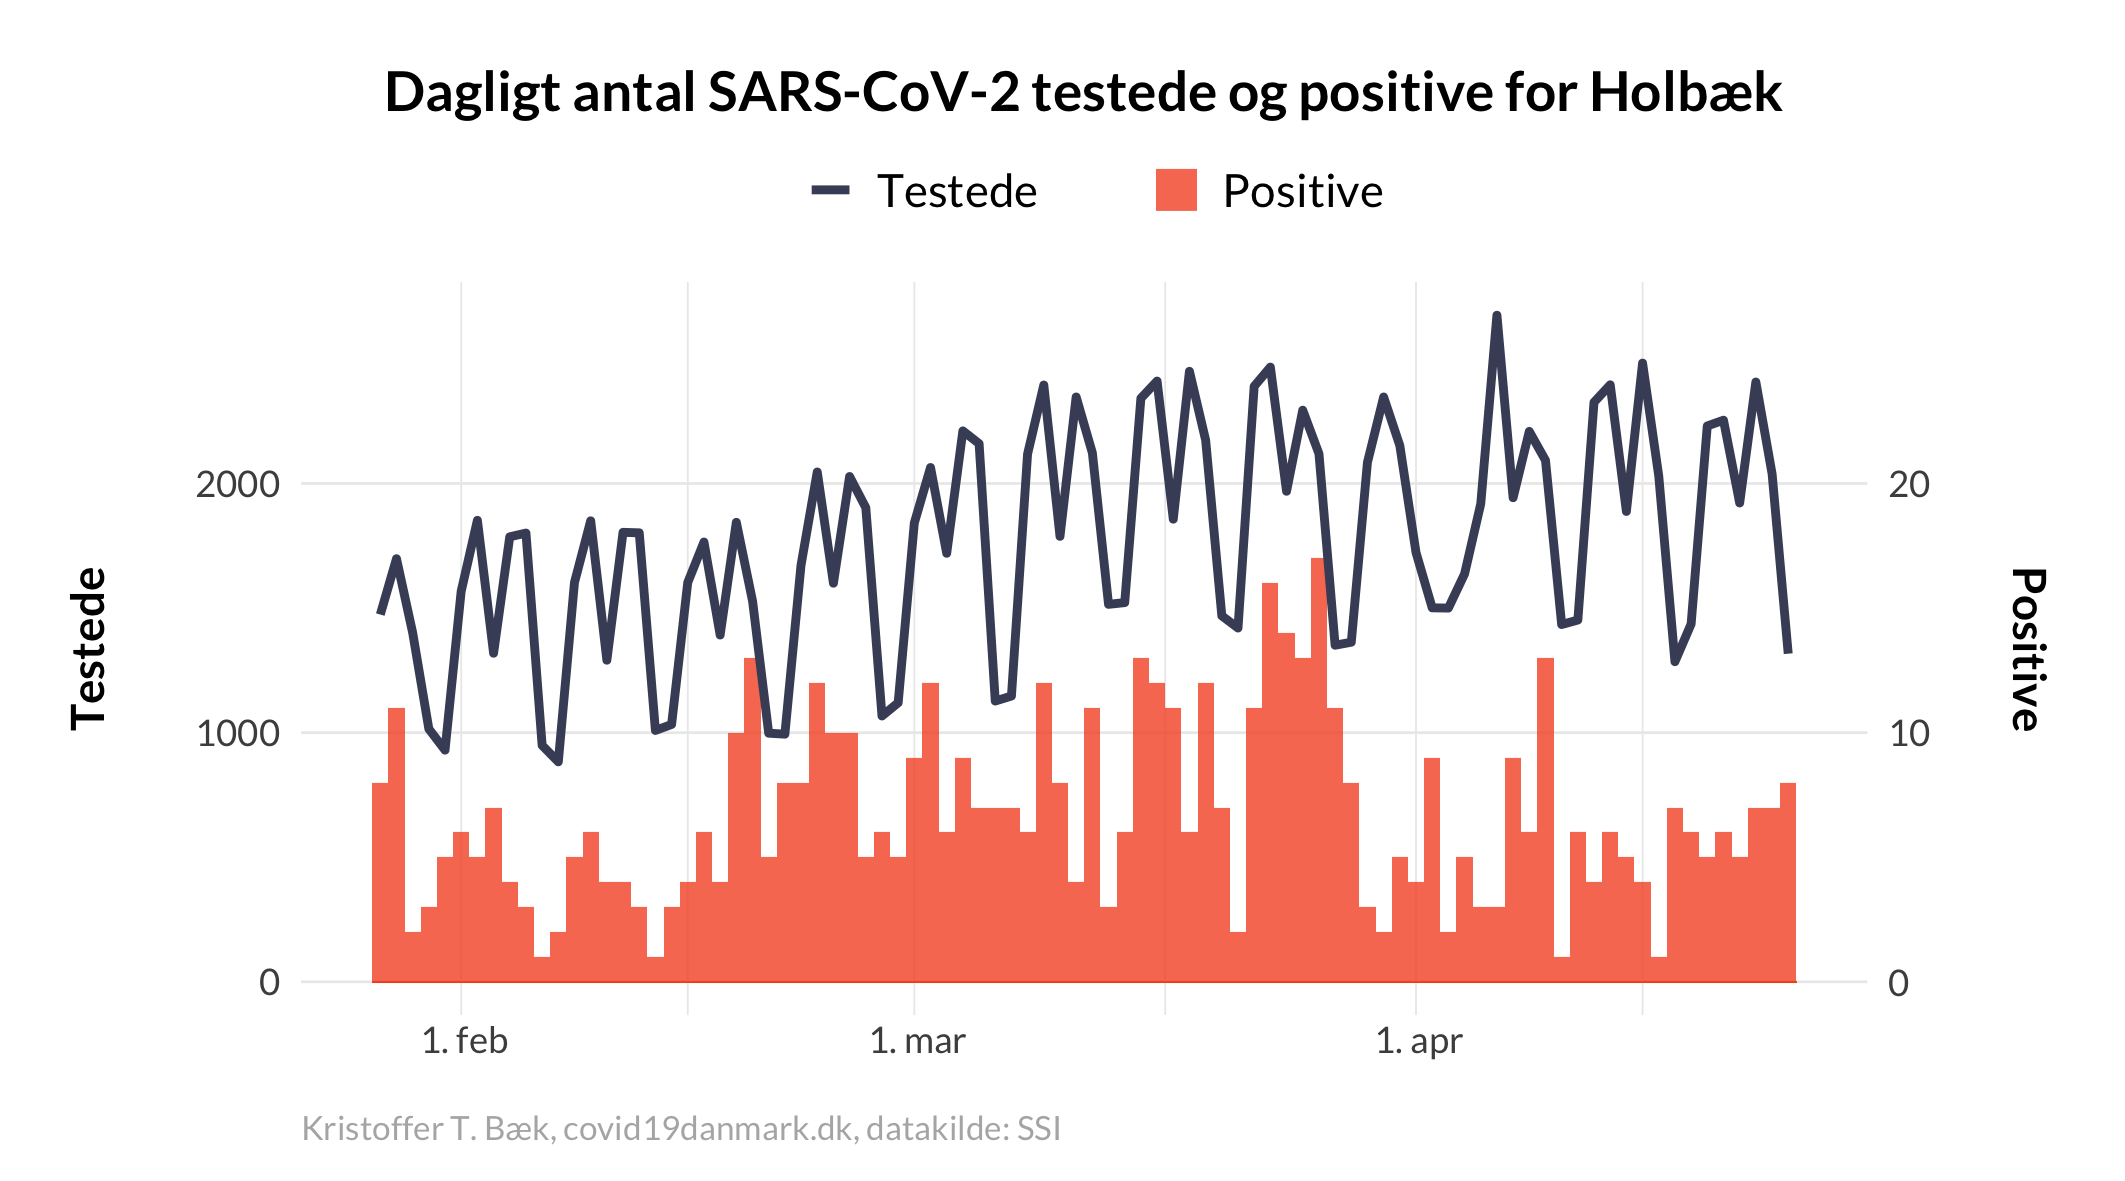 Dagligt antal SARS-CoV-2 testede og positive for Holbæk
Testede
Positive
Testede
2000
1000
0
20
10
0
Positive
1. feb
1. mar
1. apr
Kristoffer T. Bæk, covid19danmark.dk, datakilde: SSI